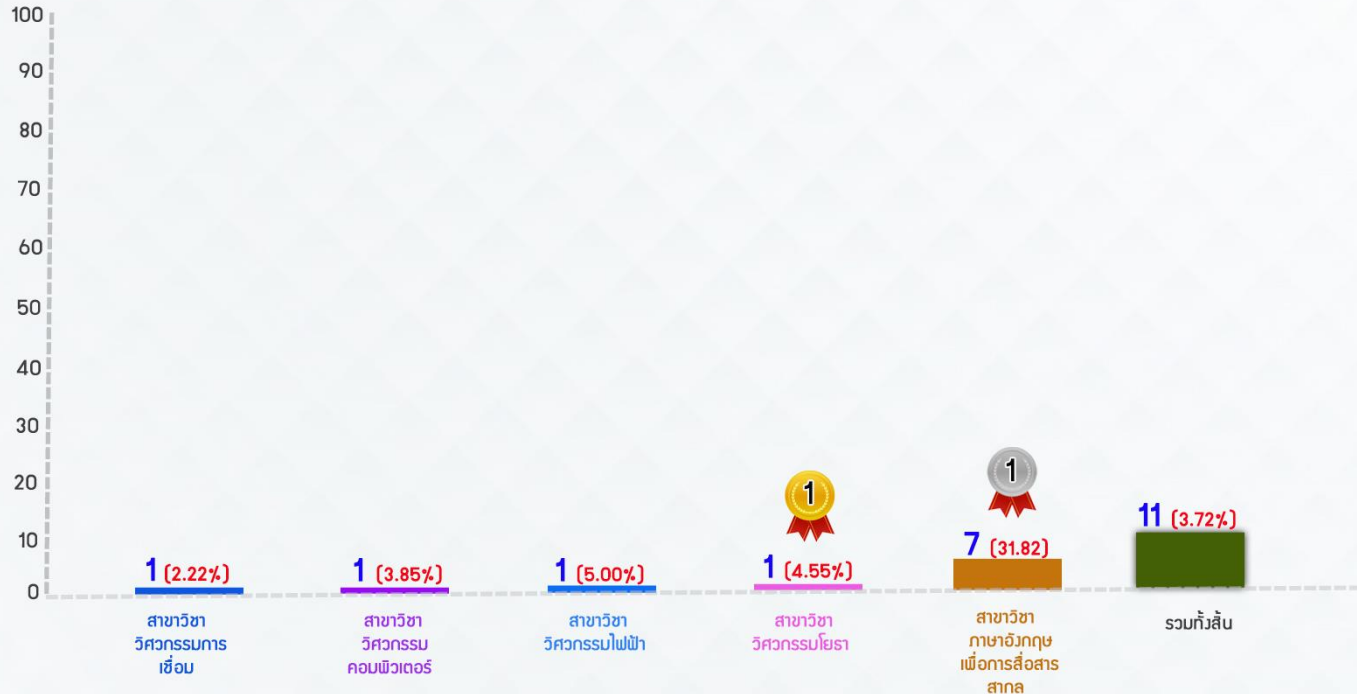 100
90
80
70
60
50
40
30
20
10
0
1 (2.22%)
1 (3.85%)
1 (5.00%)
1
1 (4.55%)
1
7 (31.82)
11 (3.72%)
สาขาวิชา
วิศวกรรมการ
เชื่อม
สาขาวิชา
วิศวกรรม
คอมพิวเตอร์
สาขาวิชา
วิศวกรรมไฟฟ้า
สาขาวิชา
วิศวกรรมโยธา
สาขาวิชา
ภาษาอังกฤษ
เพื่อการสื่อสาร
สากล
รวมทั้งสิ้น